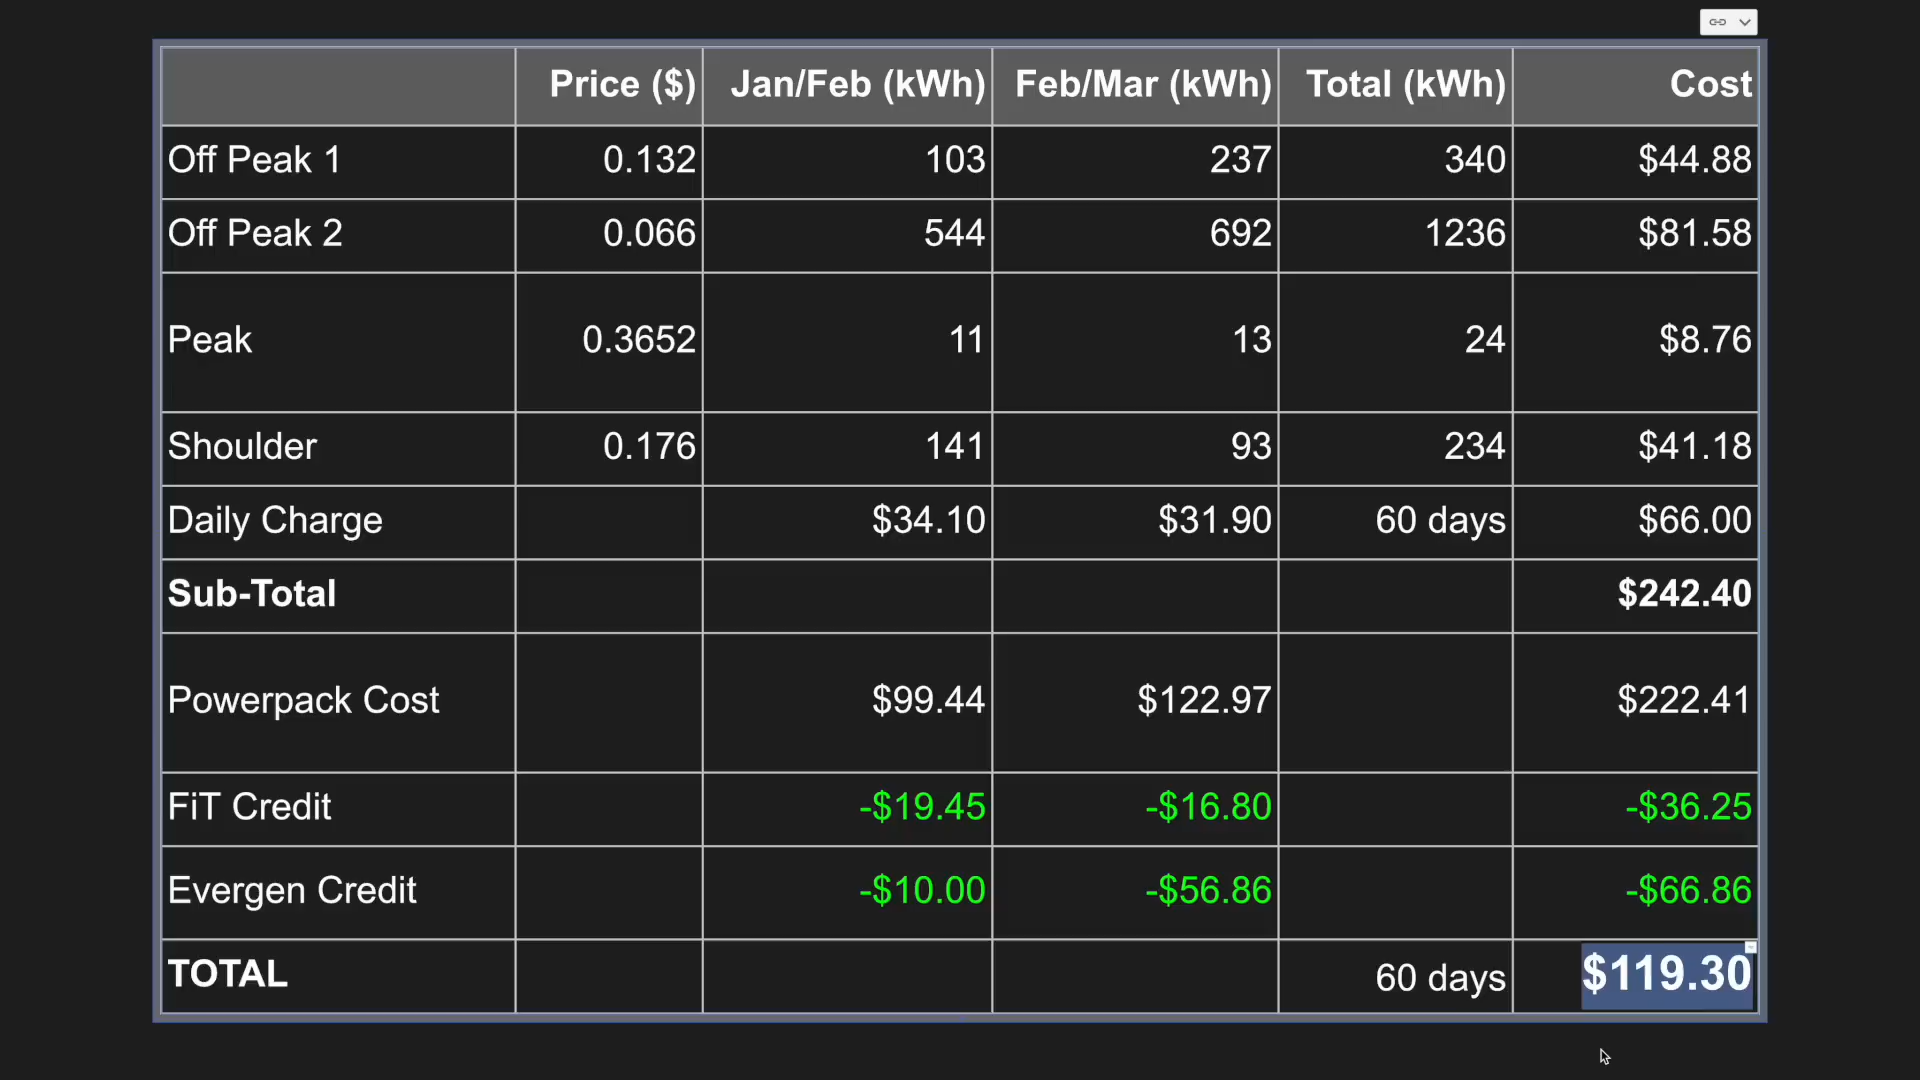 Price ($) Jan/Feb (kWh) Feb/Mar (kWh) Total (kWh) Cost
Off Peak 1 0.132 103 237 340 $44.88
Off Peak 2 0.066 544 692 1236 $81.58
Peak 0.3652 11 13 24 $8.76
Shoulder 0.176 141 93 234 $41.18
Daily Charge $34.10 $31.90 60 days $66.00
Sub-Total $242.40
Powerpack Cost $99.44 $122.97 $222.41
FiT Credit -$19.45 -$16.80 -$36.25
Evergen Credit -$10.00 -$56.86 -$66.86
TOTAL 60 days $119.30